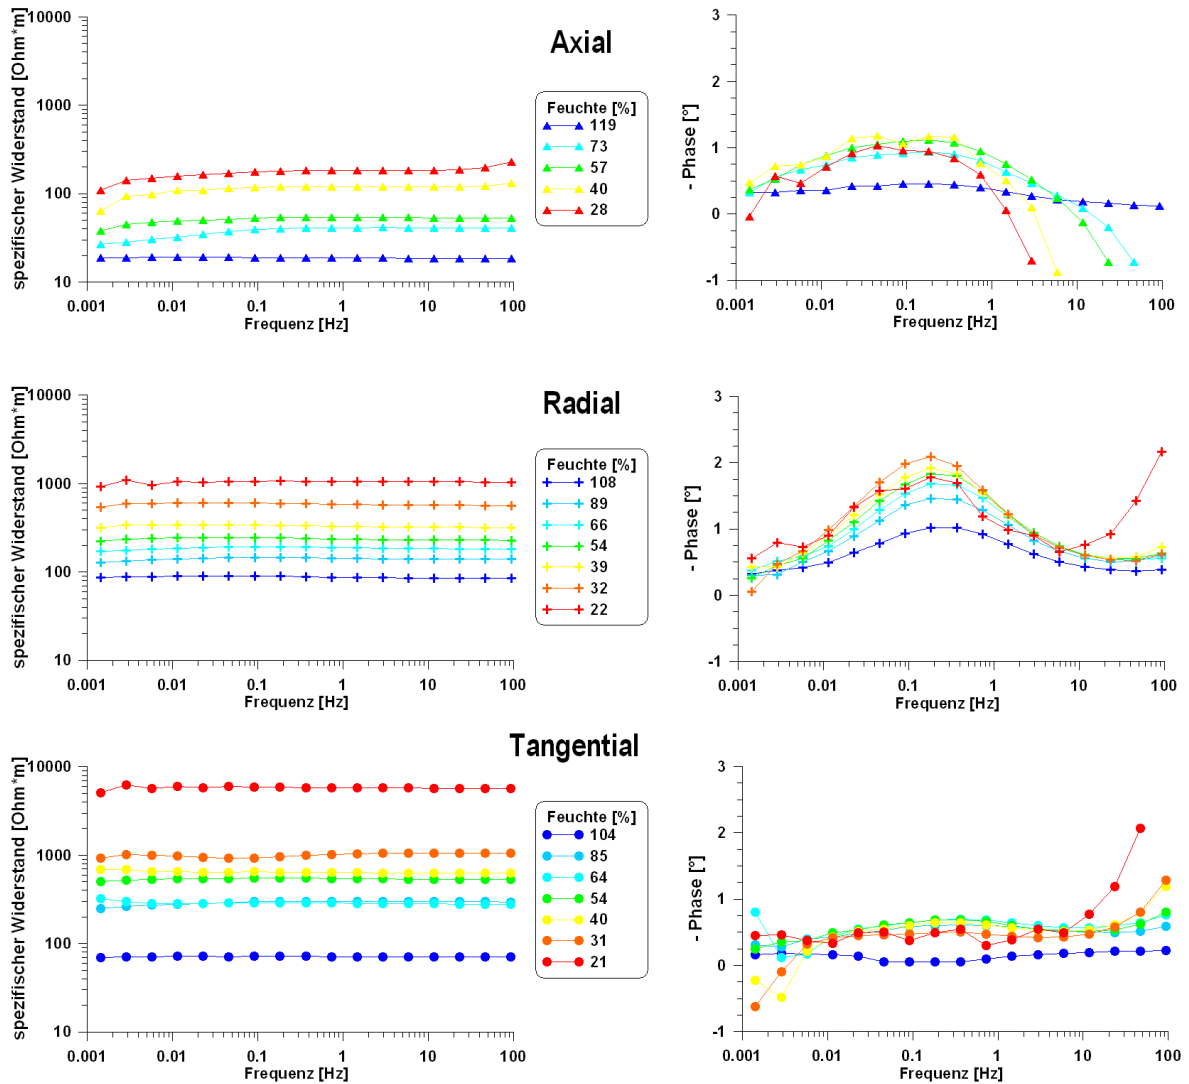 Axial
spezifischer Widerstand [Ohm*m]
10000
1000
100
10
0.001 0.01 0.1 1 10 100
Frequenz [Hz]
Feuchte [%]
119
73
57
40
28
- Phase [°]
3
2
1
0
-1
0.001 0.01 0.1 1 10 100
Frequenz [Hz]
Radial
spezifischer Widerstand [Ohm*m]
10000
1000
100
10
0.001 0.01 0.1 1 10 100
Frequenz [Hz]
Feuchte [%]
108
89
66
54
39
32
22
- Phase [°]
3
2
1
0
-1
0.001 0.01 0.1 1 10 100
Frequenz [Hz]
Tangential
spezifischer Widerstand [Ohm*m]
10000
1000
100
10
0.001 0.01 0.1 1 10 100
Frequenz [Hz]
Feuchte [%]
104
85
64
54
40
31
21
- Phase [°]
3
2
1
0
-1
0.001 0.01 0.1 1 10 100
Frequenz [Hz]